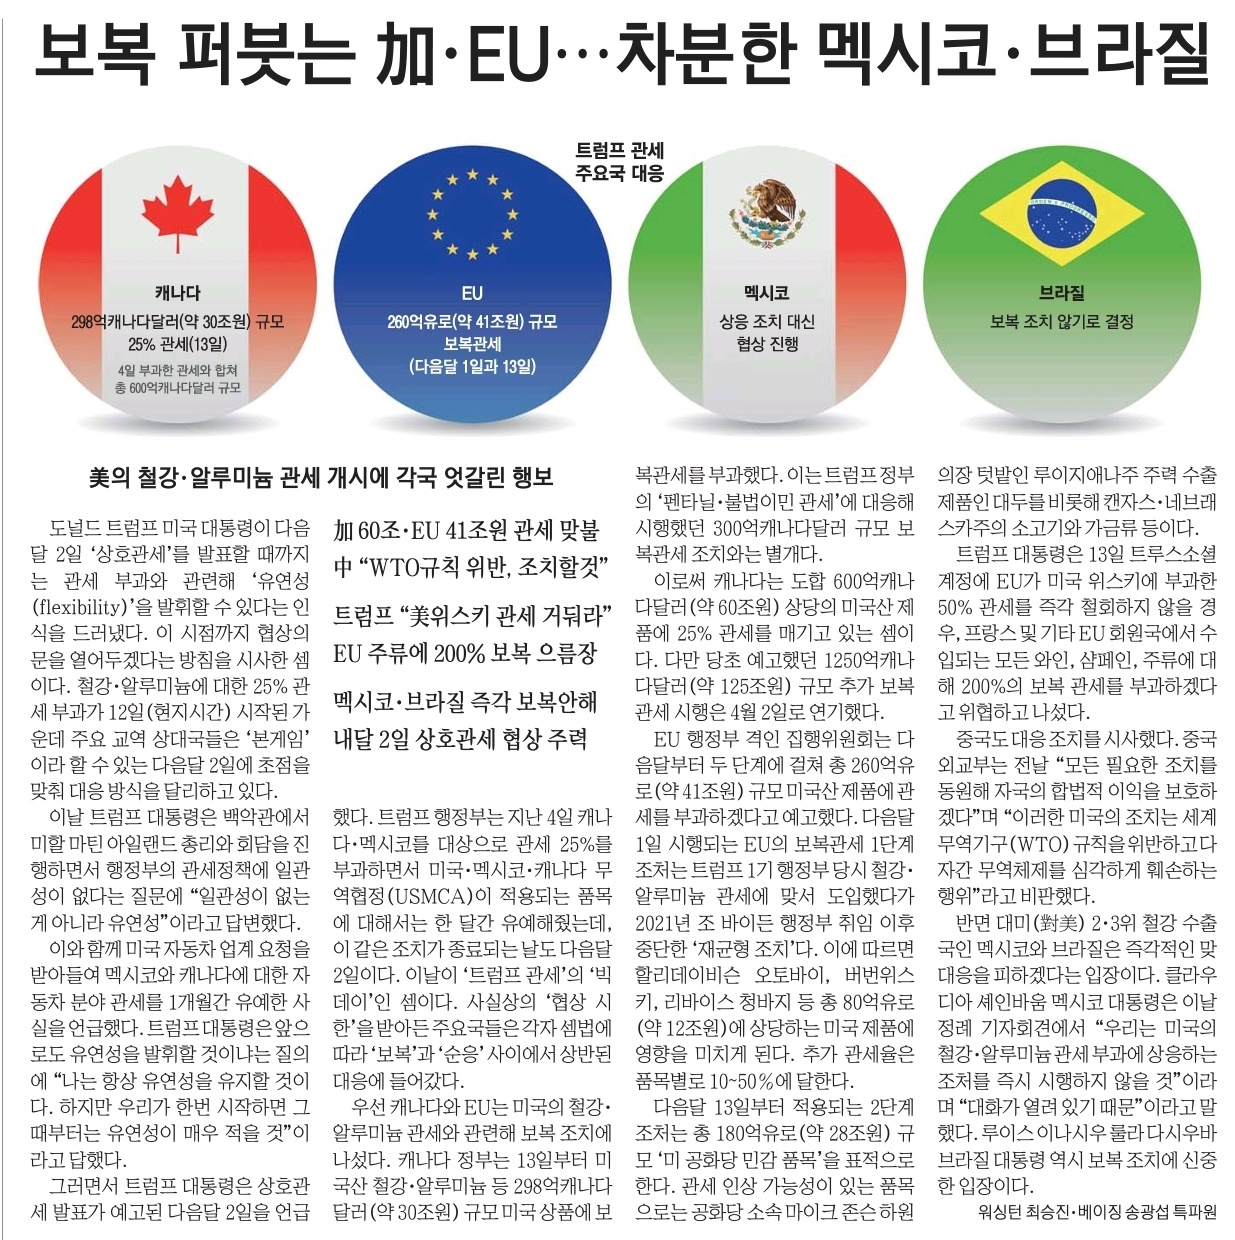 보복 퍼붓는 加·EU…차분한 멕시코·브라질
트럼프 관세
주요국 대응
캐나다
298억캐나다달러(약 30조원) 규모
25% 관세(13일)
4일 부과한 관세와 합쳐
총 600억캐나다달러 규모
EU
260억유로(약 41조원) 규모
보복관세
(다음달 1일과 13일)
멕시코
상응 조치 대신
협상 진행
ORDEM E PROGRESSO
브라질
보복 조치 않기로 결정
美의 철강·알루미늄 관세 개시에 각국 엇갈린 행보
도널드 트럼프 미국 대통령이 다음
달 2일 ‘상호관세’를 발표할 때까지
는 관세 부과와 관련해 ‘유연성
(flexibility)’을 발휘할 수 있다는 인
식을 드러냈다. 이 시점까지 협상의
문을 열어두겠다는 방침을 시사한 셈
이다. 철강·알루미늄에 대한 25% 관
세 부과가 12일(현지시간) 시작된 가
운데 주요 교역 상대국들은 ‘본게임’
이라 할 수 있는 다음달 2일에 초점을
맞춰 대응 방식을 달리하고 있다.
이날 트럼프 대통령은 백악관에서
미할 마틴 아일랜드 총리와 회담을 진
행하면서 행정부의 관세정책에 일관
성이 없다는 질문에 “일관성이 없는
게 아니라 유연성”이라고 답변했다.
이와 함께 미국 자동차 업계 요청을
받아들여 멕시코와 캐나다에 대한 자
동차 분야 관세를 1개월간 유예한 사
실을 언급했다. 트럼프 대통령은 앞으
로도 유연성을 발휘할 것이냐는 질의
에 “나는 항상 유연성을 유지할 것이
다. 하지만 우리가 한번 시작하면 그
때부터는 유연성이 매우 적을 것”이
라고 답했다.
그러면서 트럼프 대통령은 상호관
세 발표가 예고된 다음달 2일을 언급
加 60조·EU 41조원 관세 맞불
中 “WTO규칙 위반, 조치할것”
트럼프 “美위스키 관세 거둬라”
EU 주류에 200% 보복 으름장
멕시코·브라질 즉각 보복안해
내달 2일 상호관세 협상 주력
했다. 트럼프 행정부는 지난 4일 캐나
다·멕시코를 대상으로 관세 25%를
부과하면서 미국·멕시코·캐나다 무
역협정(USMCA)이 적용되는 품목
에 대해서는 한 달간 유예해줬는데,
이 같은 조치가 종료되는 날도 다음달
2일이다. 이날이 ‘트럼프 관세’의 ‘빅
데이’인 셈이다. 사실상의 ‘협상 시
한’을 받아든 주요국들은 각자 셈법에
따라 ‘보복’과 ‘순응’ 사이에서 상반된
대응에 들어갔다.
우선 캐나다와 EU는 미국의 철강·
알루미늄 관세와 관련해 보복 조치에
나섰다. 캐나다 정부는 13일부터 미
국산 철강·알루미늄 등 298억캐나다
달러(약 30조원) 규모 미국 상품에 보
복관세를 부과했다. 이는 트럼프 정부
의 ‘펜타닐·불법이민 관세’에 대응해
시행했던 300억캐나다달러 규모 보
복관세 조치와는 별개다.
이로써 캐나다는 도합 600억캐나
다달러(약 60조원) 상당의 미국산 제
품에 25% 관세를 매기고 있는 셈이
다. 다만 당초 예고했던 1250억캐나
다달러(약 125조원) 규모 추가 보복
관세 시행은 4월 2일로 연기했다.
EU 행정부 격인 집행위원회는 다
음달부터 두 단계에 걸쳐 총 260억유
로(약 41조원) 규모 미국산 제품에 관
세를 부과하겠다고 예고했다. 다음달
1일 시행되는 EU의 보복관세 1단계
조치는 트럼프 1기 행정부 당시 철강·
알루미늄 관세에 맞서 도입했다가
2021년 조 바이든 행정부 취임 이후
중단한 ‘재균형 조치’다. 이에 따르면
할리데이비슨 오토바이, 버번위스
키, 리바이스 청바지 등 총 80억유로
(약 12조원)에 상당하는 미국 제품에
영향을 미치게 된다. 추가 관세율은
품목별로 10~50%에 달한다.
다음달 13일부터 적용되는 2단계
조처는 총 180억유로(약 28조원) 규
모 ‘미 공화당 민감 품목’을 표적으로
한다. 관세 인상 가능성이 있는 품목
으로는 공화당 소속 마이크 존슨 하원
의장 텃밭인 루이지애나주 주력 수출
제품인 대두를 비롯해 캔자스·네브래
스카주의 소고기와 가금류 등이다.
트럼프 대통령은 13일 트루스소셜
계정에 EU가 미국 위스키에 부과한
50% 관세를 즉각 철회하지 않을 경
우, 프랑스 및 기타 EU 회원국에서 수
입되는 모든 와인, 샴페인, 주류에 대
해 200%의 보복 관세를 부과하겠다
고 위협하고 나섰다.
중국도 대응 조치를 시사했다. 중국
외교부는 전날 “모든 필요한 조치를
동원해 자국의 합법적 이익을 보호하
겠다”며 “이러한 미국의 조치는 세계
무역기구(WTO) 규칙을 위반하고 다
자간 무역체제를 심각하게 훼손하는
행위”라고 비판했다.
반면 대미(對美) 2·3위 철강 수출
국인 멕시코와 브라질은 즉각적인 맞
대응을 피하겠다는 입장이다. 클라우
디아 셰인바움 멕시코 대통령은 이날
정례 기자회견에서 “우리는 미국의
철강·알루미늄 관세 부과에 상응하는
조처를 즉시 시행하지 않을 것”이라
며 “대화가 열려 있기 때문”이라고 말
했다. 루이스 이나시우 룰라 다시우바
브라질 대통령 역시 보복 조치에 신중
한 입장이다.
워싱턴 최승진·베이징 송광섭 특파원